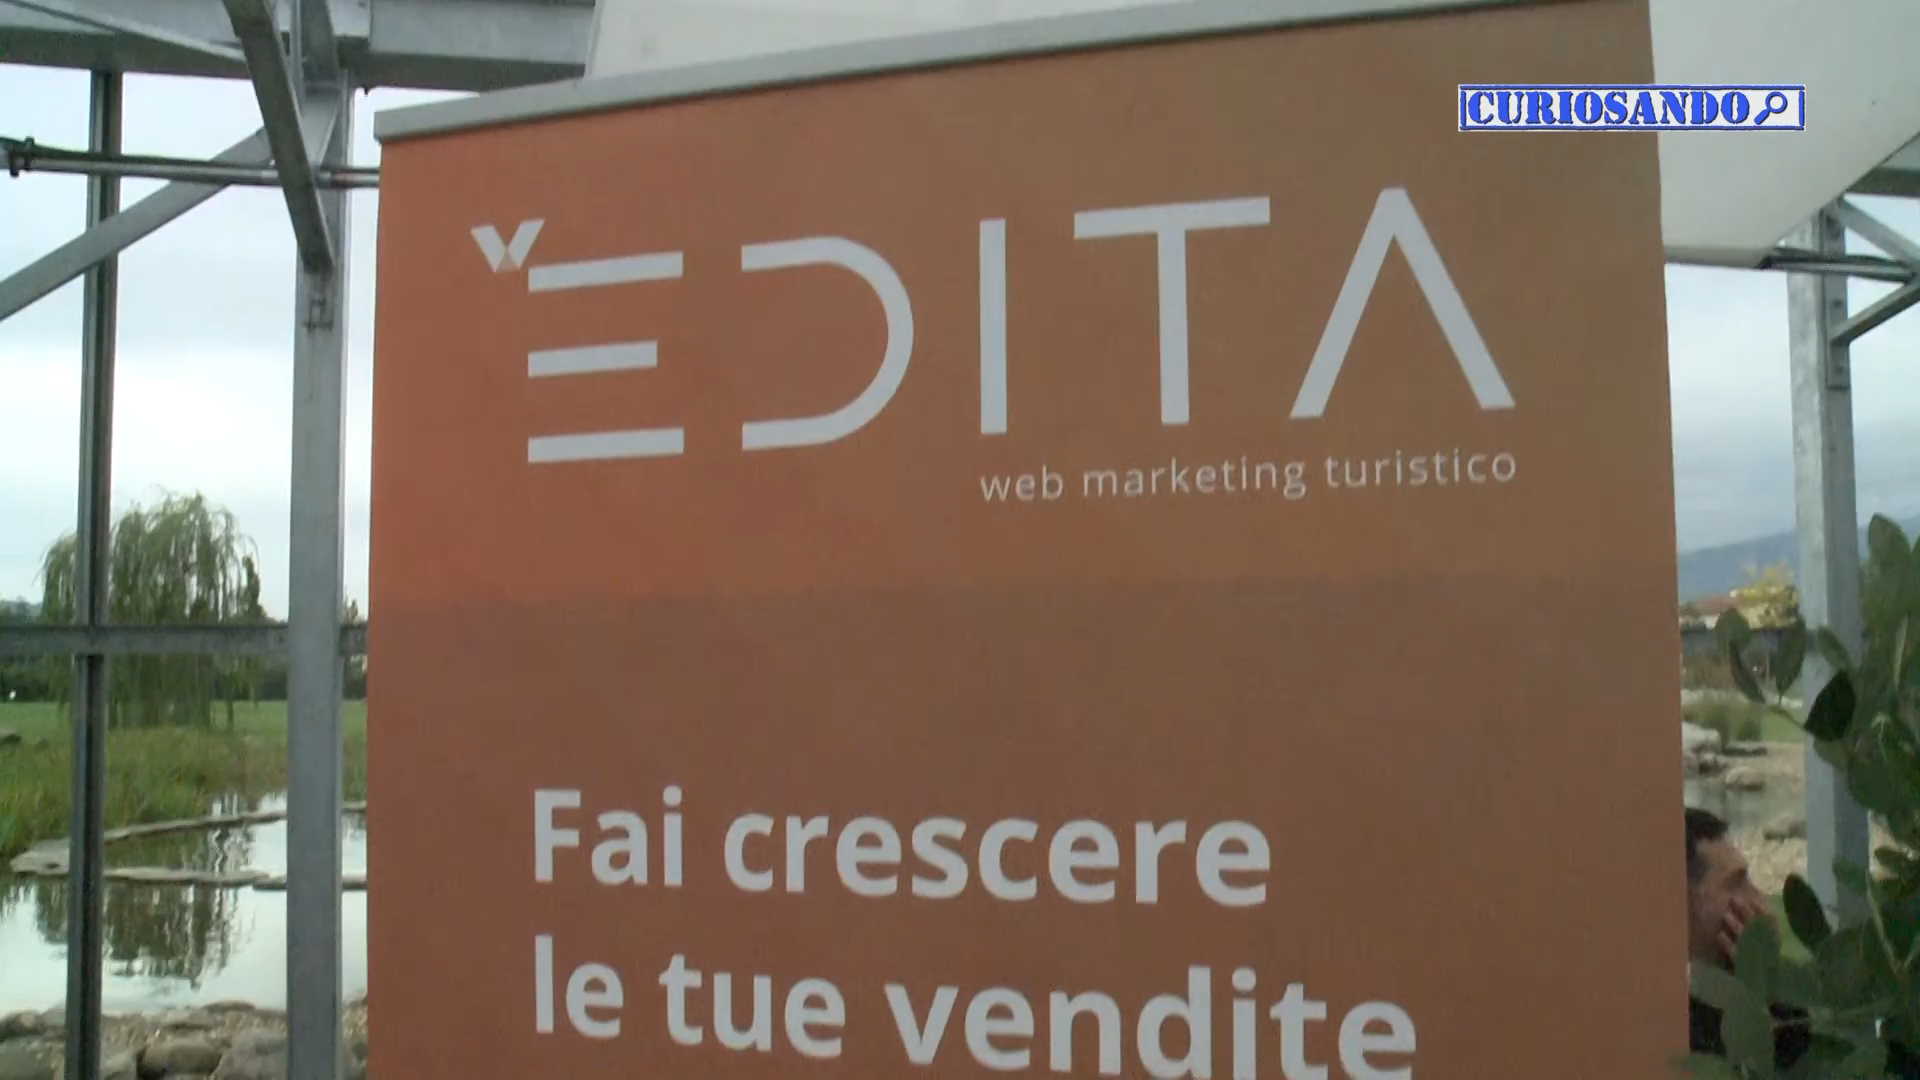 CURIOSANDO
EDITA
web marketing turistico
Fai crescere
le tue vendite